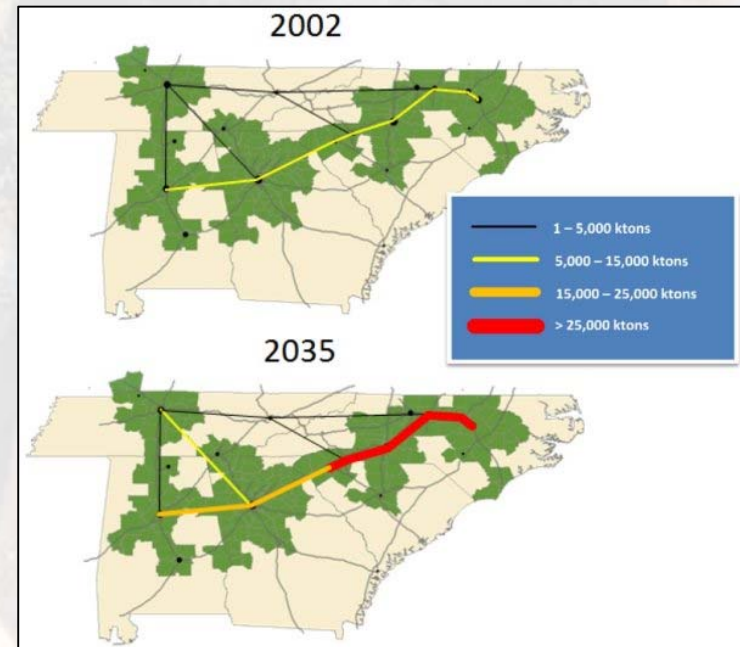 2002
1 – 5,000 ktons
5,000 – 15,000 ktons
15,000 – 25,000 ktons
> 25,000 ktons
2035